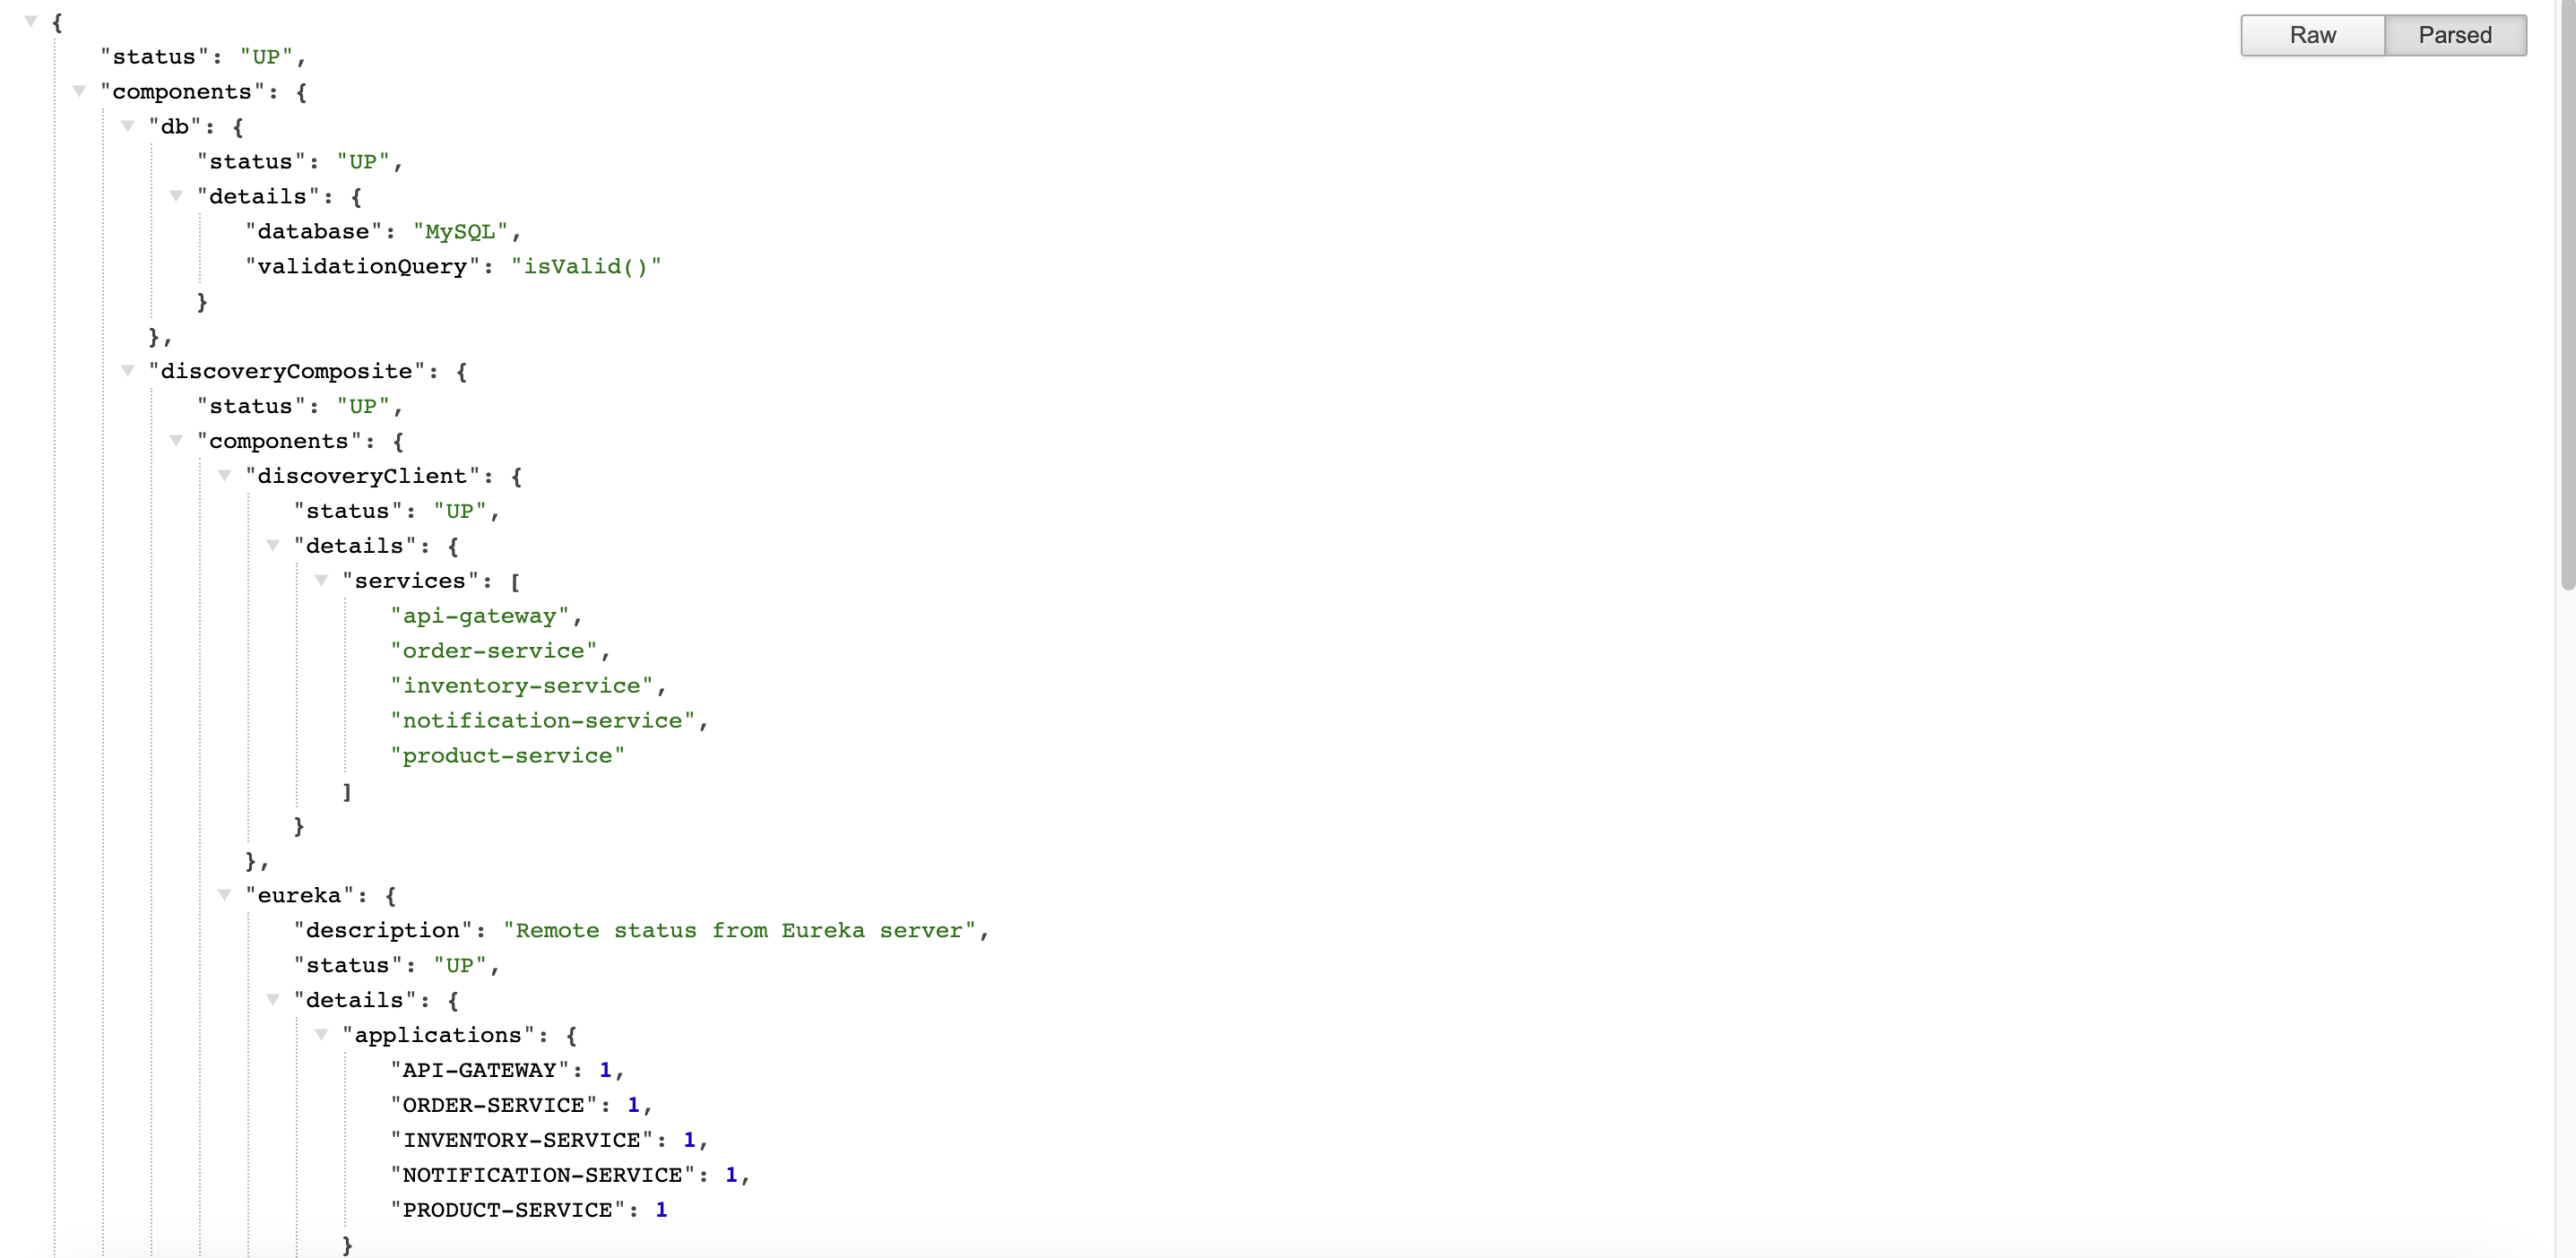 {
"status": "UP",
"components": {
"db": {
"status": "UP",
"details": {
"database": "MySQL",
"validationQuery": "isValid()"
}
},
"discoveryComposite": {
"status": "UP",
"components": {
"discoveryClient": {
"status": "UP",
"details": {
"services": [
"api-gateway",
"order-service",
"inventory-service",
"notification-service",
"product-service"
]
}
},
"eureka": {
"description": "Remote status from Eureka server",
"status": "UP",
"details": {
"applications": {
"API-GATEWAY": 1,
"ORDER-SERVICE": 1,
"INVENTORY-SERVICE": 1,
"NOTIFICATION-SERVICE": 1,
"PRODUCT-SERVICE": 1
}
Raw
Parsed